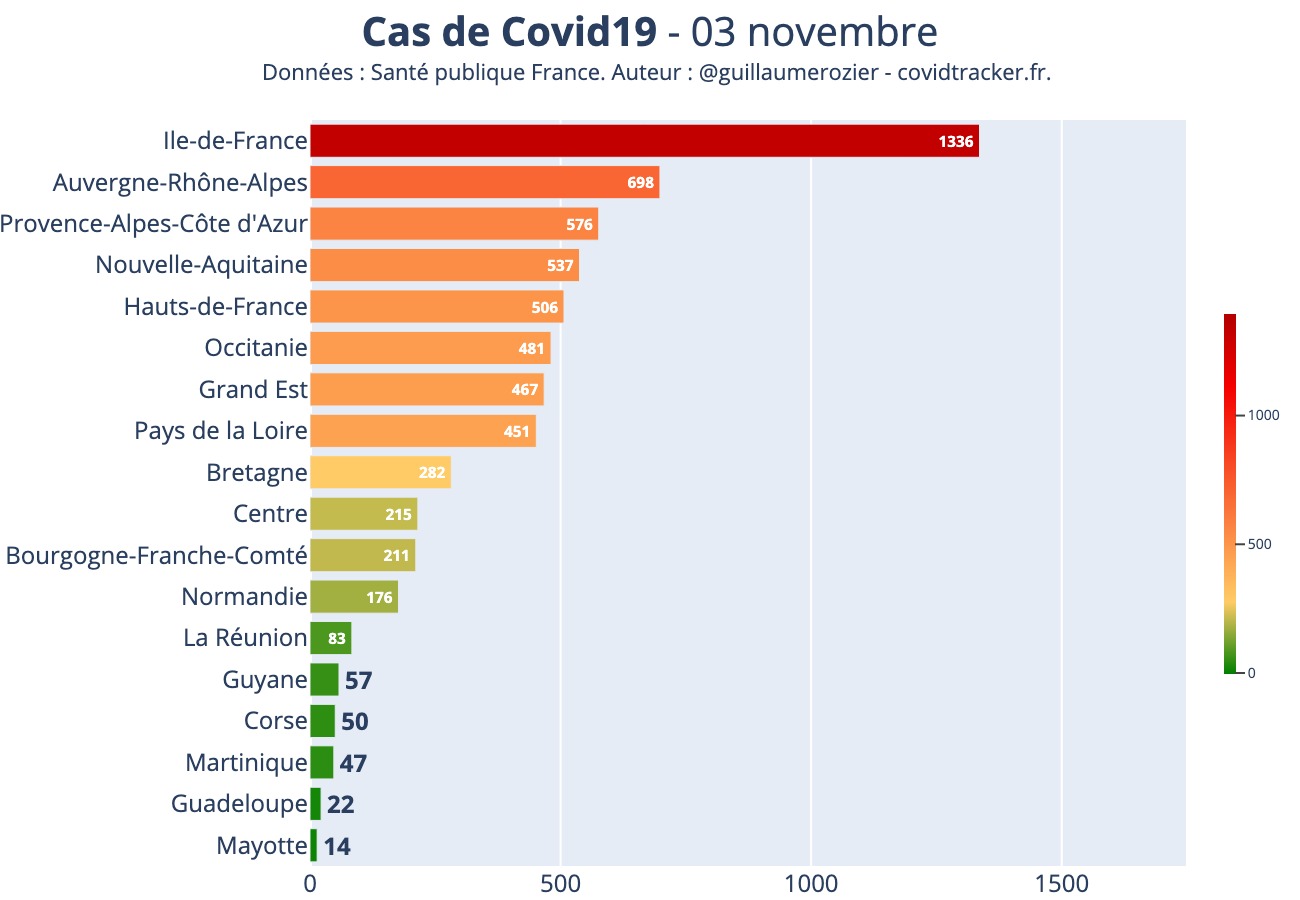 Cas de Covid19 - 03 novembre
Données : Santé publique France. Auteur : @guillaumerozier - covidtracker.fr.
Ile-de-France 1336
Auvergne-Rhône-Alpes 698
Provence-Alpes-Côte d'Azur 576
Nouvelle-Aquitaine 537
Hauts-de-France 506
Occitanie 481
Grand Est 467
Pays de la Loire 451
Bretagne 282
Centre 215
Bourgogne-Franche-Comté 211
Normandie 176
La Réunion 83
Guyane 57
Corse 50
Martinique 47
Guadeloupe 22
Mayotte 14
0 500 1000 1500
1000
500
0